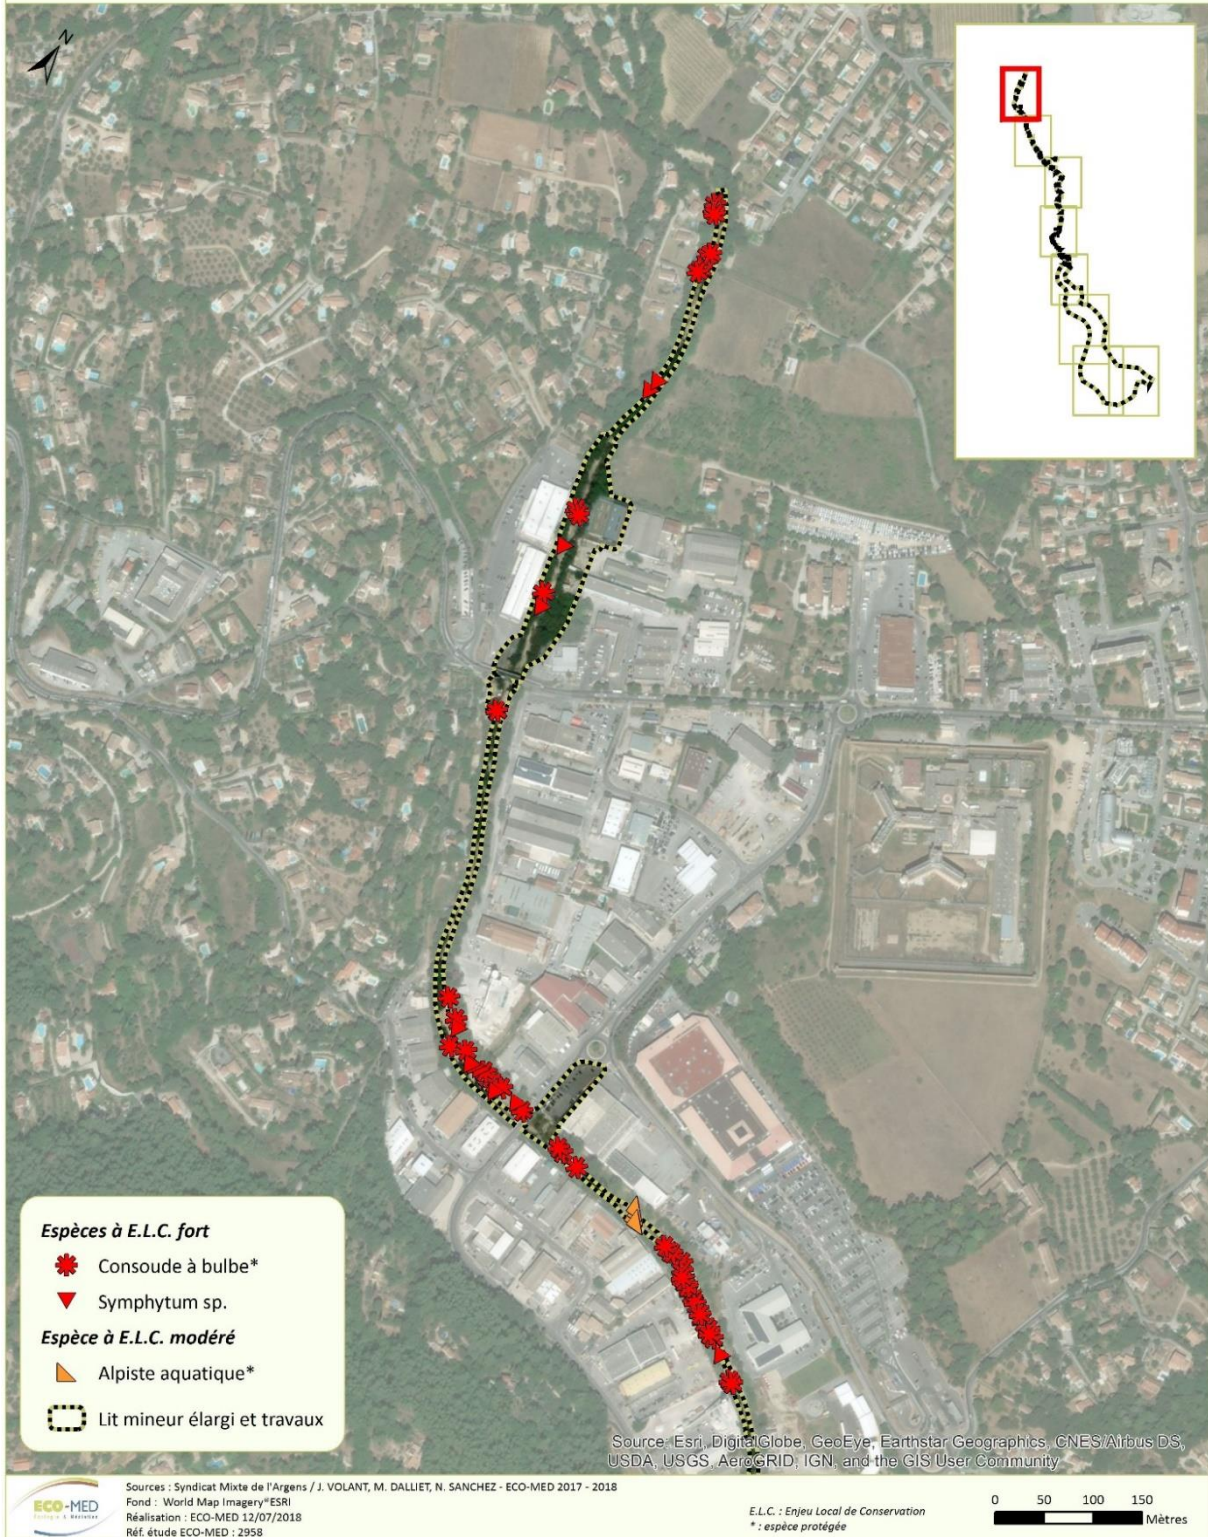 N
Espèces à E.L.C. fort
Consoude à bulbe*
Symphytum sp.
Espèce à E.L.C. modéré
Alpiste aquatique*
Lit mineur élargi et travaux
Source: Esri, DigitalGlobe, GeoEye, Earthstar Geographics, CNES/Airbus DS,
USDA, USGS, AeroGRID, IGN, and the GIS User Community
ECO-MED
Ecologie & Médiation
Sources : Syndicat Mixte de l'Argens / J. VOLANT, M. DALLIET, N. SANCHEZ - ECO-MED 2017 - 2018
Fond : World Map Imagery"ESRI
Réalisation : ECO-MED 12/07/2018
Réf. étude ECO-MED : 2958
E.L.C. : Enjeu Local de Conservation
* : espèce protégée
0 50 100 150
Mètres